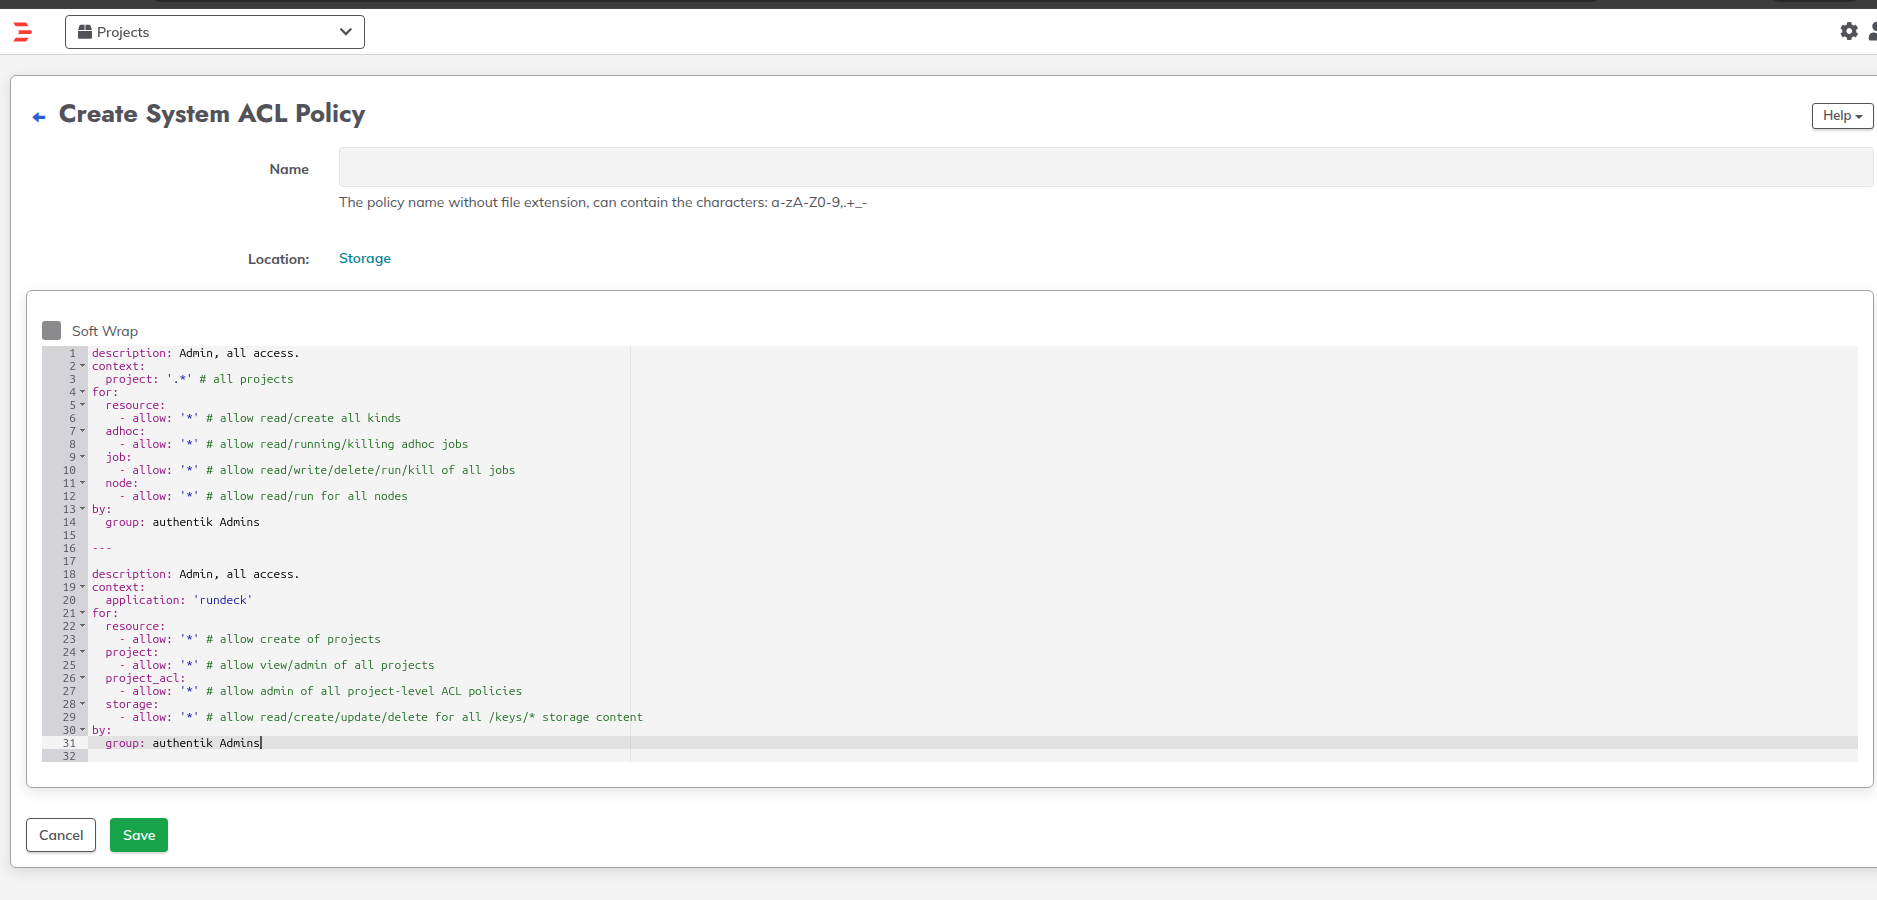 Projects
Create System ACL Policy
Help
Name
The policy name without file extension, can contain the characters: a-zA-Z0-9,.+_-
Location: Storage
Soft Wrap
1 description: Admin, all access.
2 context:
3   project: '.*' # all projects
4 for:
5   resource:
6     - allow: '*' # allow read/create all kinds
7   adhoc:
8     - allow: '*' # allow read/running/killing adhoc jobs
9   job:
10     - allow: '*' # allow read/write/delete/run/kill of all jobs
11   node:
12     - allow: '*' # allow read/run for all nodes
13 by:
14   group: authentik Admins
15
16 ---
17
18 description: Admin, all access.
19 context:
20   application: 'rundeck'
21 for:
22   resource:
23     - allow: '*' # allow create of projects
24   project:
25     - allow: '*' # allow view/admin of all projects
26   project_acl:
27     - allow: '*' # allow admin of all project-level ACL policies
28   storage:
29     - allow: '*' # allow read/create/update/delete for all /keys/* storage content
30 by:
31   group: authentik Admins
32
Cancel Save